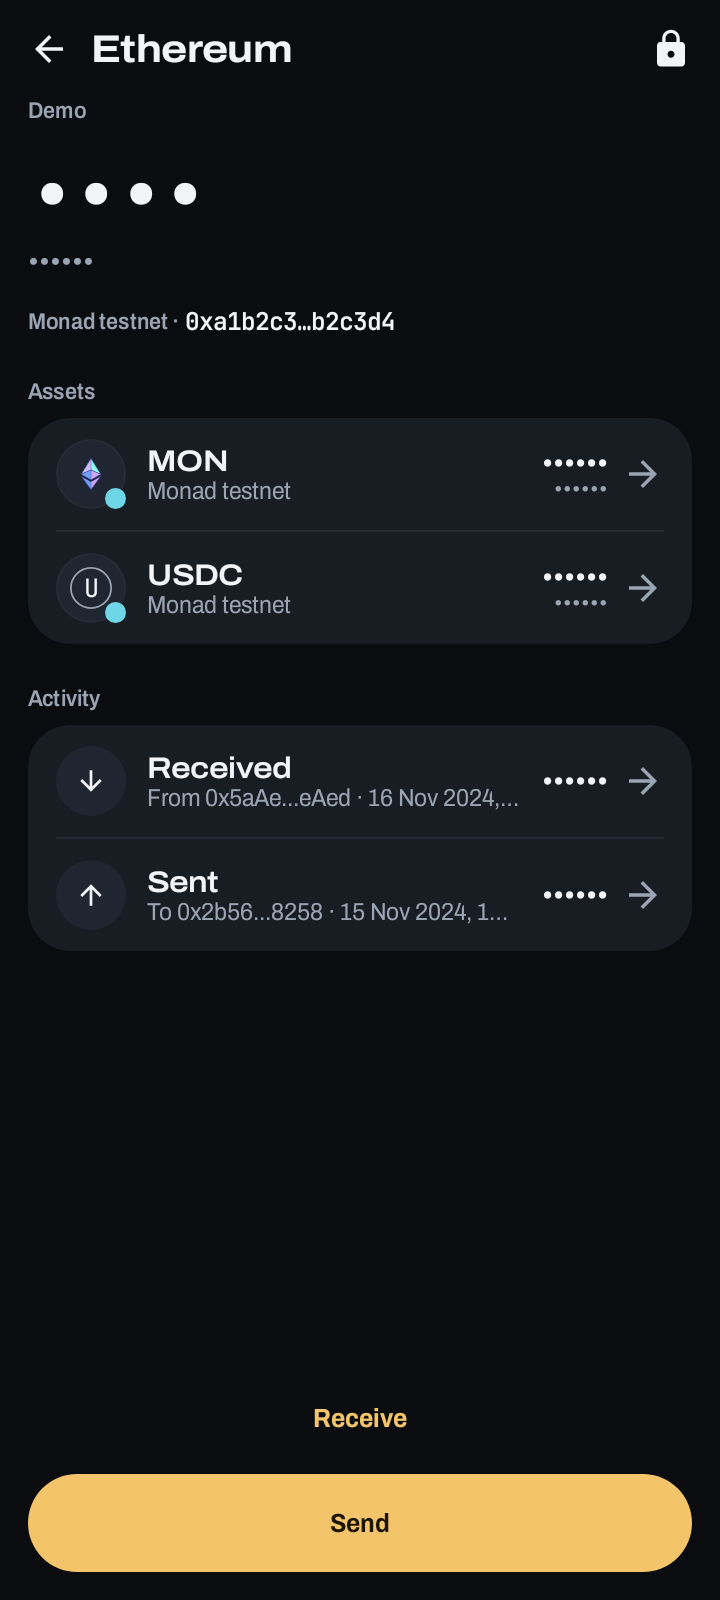 Ethereum
Demo
••••
••••••
Monad testnet · 0xa1b2c3…b2c3d4
Assets
MON
Monad testnet
••••••
••••••
U
USDC
Monad testnet
••••••
••••••
Activity
Received
From 0x5aAe…eAed · 16 Nov 2024,…
••••••
Sent
To 0x2b56…8258 · 15 Nov 2024, 1…
••••••
Receive
Send